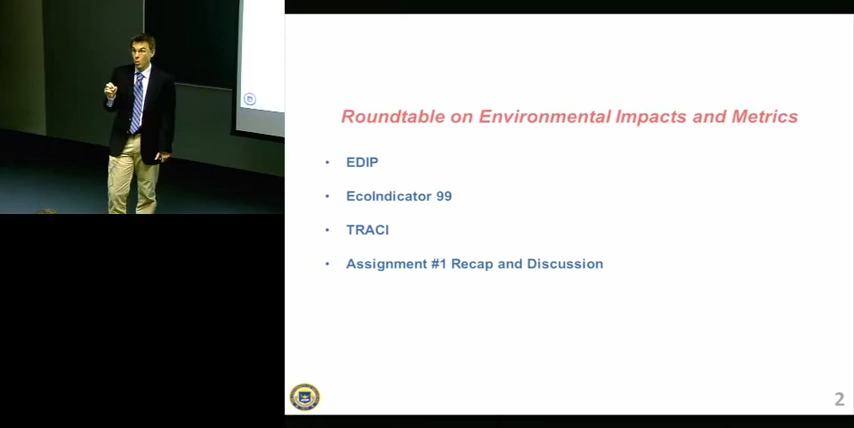 Roundtable on Environmental Impacts and Metrics
• EDIP
• EcoIndicator 99
• TRACI
• Assignment #1 Recap and Discussion
2